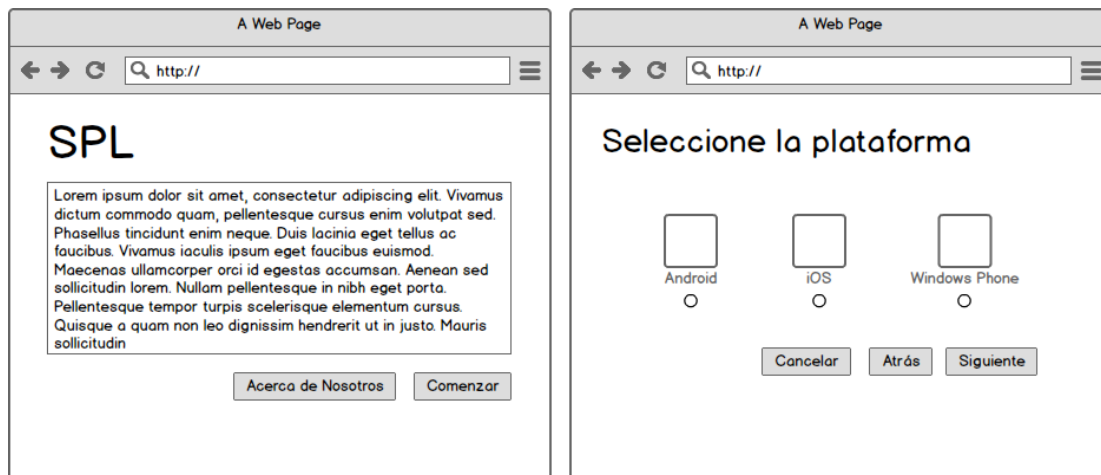 A Web Page
http://
SPL
Lorem ipsum dolor sit amet, consectetur adipiscing elit. Vivamus
dictum commodo quam, pellentesque cursus enim volutpat sed.
Phasellus tincidunt enim neque. Duis lacinia eget tellus ac
faucibus. Vivamus iaculis ipsum eget faucibus euismod.
Maecenas ullamcorper orci id egestas accumsan. Aenean sed
sollicitudin lorem. Nullam pellentesque in nibh eget porta.
Pellentesque tempor turpis scelerisque elementum cursus.
Quisque a quam non leo dignissim hendrerit ut in justo. Mauris
sollicitudin
Acerca de Nosotros Comenzar
A Web Page
http://
Seleccione la plataforma
Android iOS Windows Phone
Cancelar Atrás Siguiente